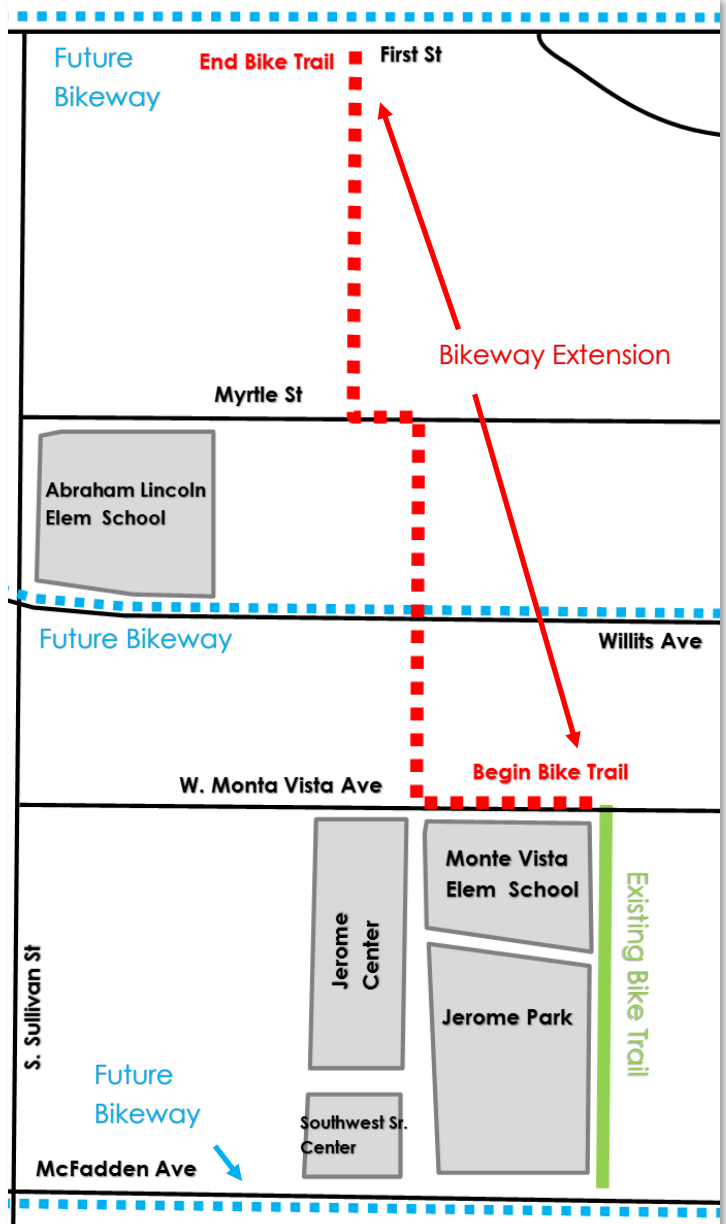 Future
Bikeway
End Bike Trail
First St
Bikeway Extension
Myrtle St
Abraham Lincoln
Elem School
Future Bikeway
Willits Ave
Begin Bike Trail
W. Monta Vista Ave
Monte Vista
Elem School
Existing Bike Trail
Jerome
Center
S. Sullivan St
Jerome Park
Future
Bikeway
Southwest Sr.
Center
McFadden Ave